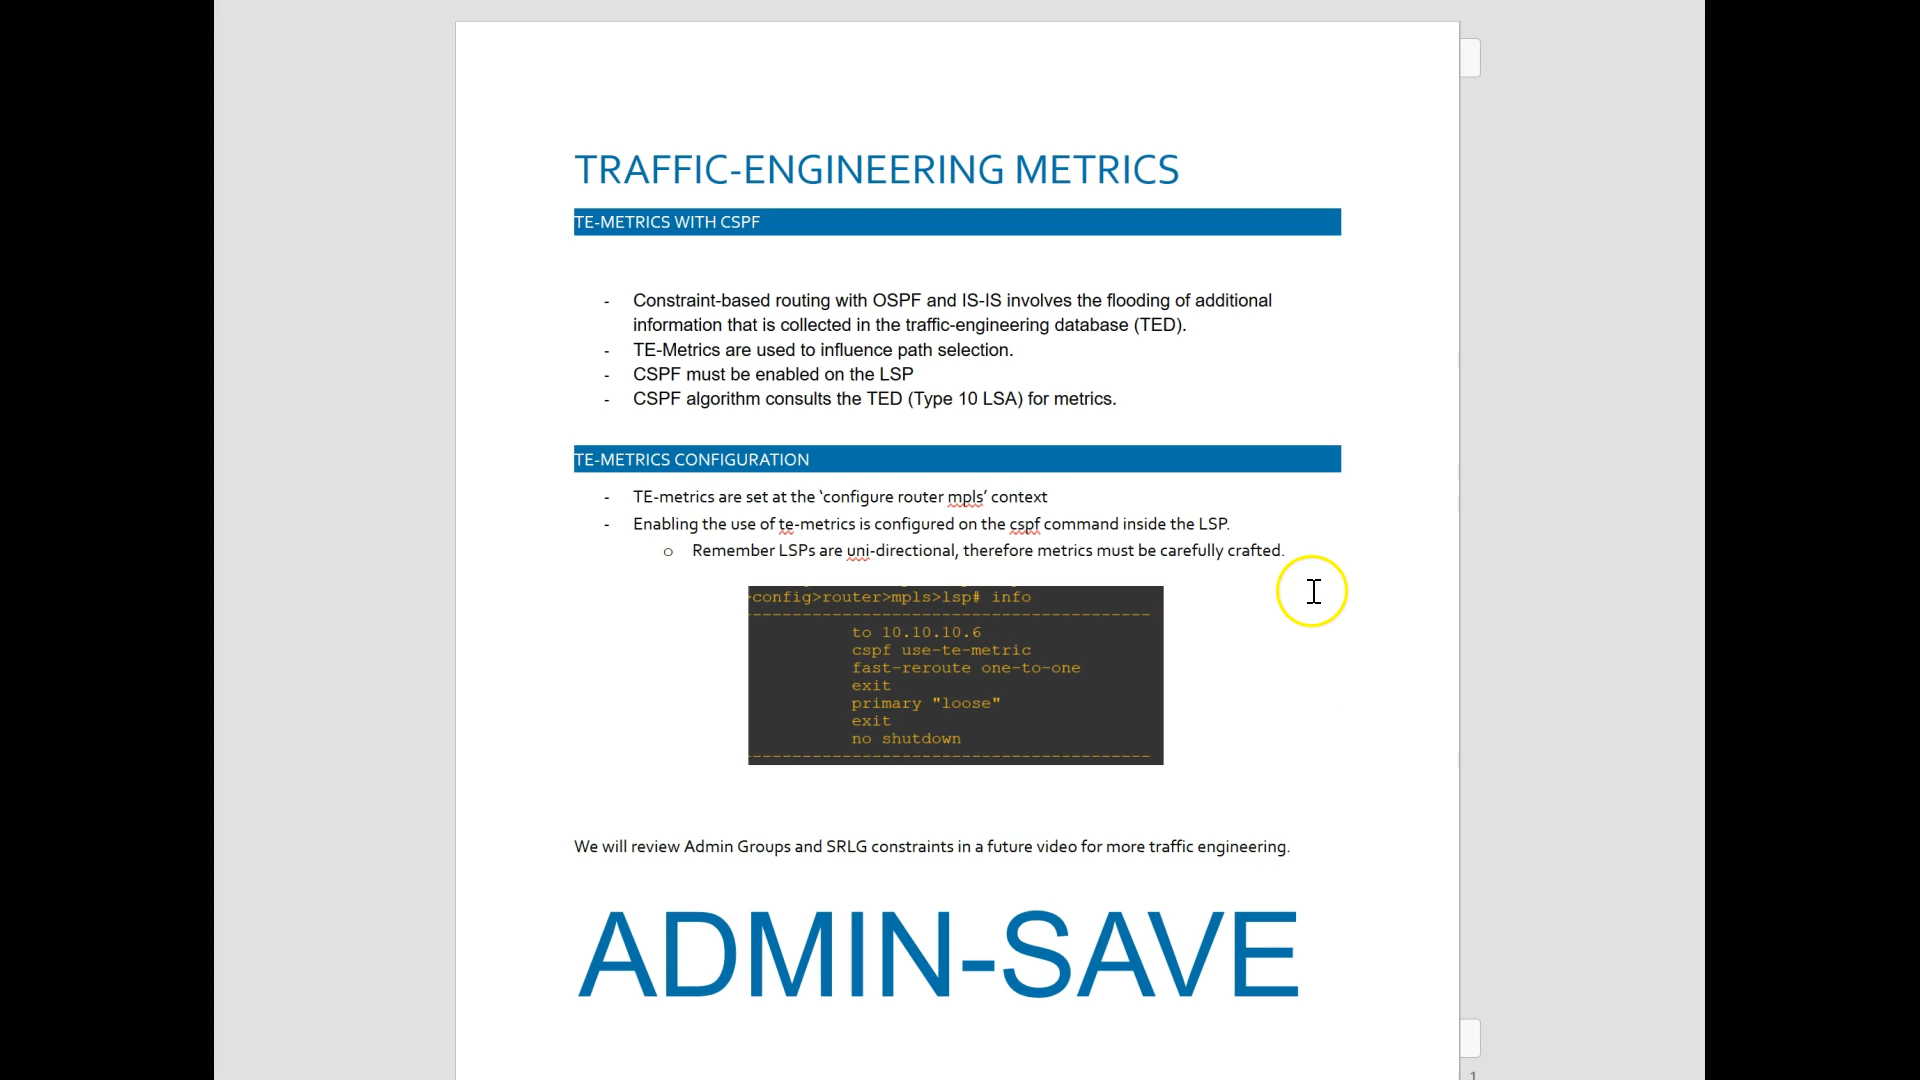 TRAFFIC-ENGINEERING METRICS
TE-METRICS WITH CSPF
- Constraint-based routing with OSPF and IS-IS involves the flooding of additional
information that is collected in the traffic-engineering database (TED).
- TE-Metrics are used to influence path selection.
- CSPF must be enabled on the LSP
- CSPF algorithm consults the TED (Type 10 LSA) for metrics.
TE-METRICS CONFIGURATION
- TE-metrics are set at the ‘configure router mpls’ context
- Enabling the use of te-metrics is configured on the cspf command inside the LSP.
o Remember LSPs are uni-directional, therefore metrics must be carefully crafted.
>config>router>mpls>lsp# info
----------------------------------------
to 10.10.10.6
cspf use-te-metric
fast-reroute one-to-one
exit
primary "loose"
exit
no shutdown
----------------------------------------
We will review Admin Groups and SRLG constraints in a future video for more traffic engineering.
ADMIN-SAVE
1